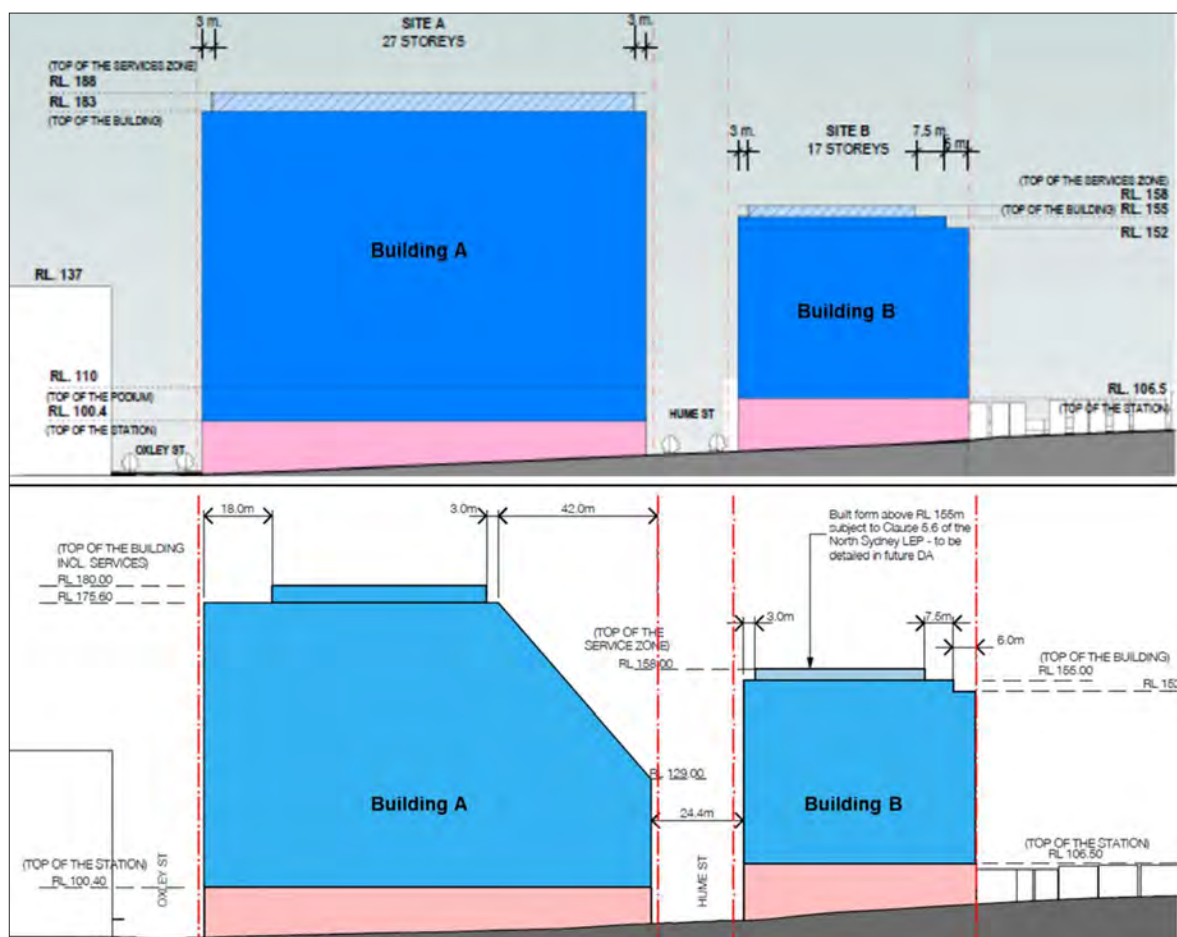 3 m.
SITE A
27 STOREYS
3 m.
(TOP OF THE SERVICES ZONE)
RL. 188
RL. 183
(TOP OF THE BUILDING)
3 m.
SITE B
17 STOREYS
7.5 m
6 m.
(TOP OF THE SERVICES ZONE)
RL. 158
(TOP OF THE BUILDING) RL. 155
RL. 152
Building A
RL. 137
Building B
RL. 110
(TOP OF THE PODIUM)
RL. 100.4
(TOP OF THE STATION)
RL. 106.5
(TOP OF THE STATION)
HUME ST
OXLEY ST
18.0m
3.0m
42.0m
Built form above RL 155m
subject to Clause 5.6 of the
North Sydney LEP - to be
detailed in future DA
(TOP OF THE BUILDING
INCL. SERVICES)
RL 180.00
RL 175.60
3.0m
7.5m
6.0m
(TOP OF THE
SERVICE ZONE)
RL 158.00
(TOP OF THE BUILDING)
RL 155.00
RL 129.00
Building A
24.4m
Building B
(TOP OF THE STATION)
RL 100.40
OXLEY ST
HUME ST
(TOP OF THE STATION)
RL 106.50